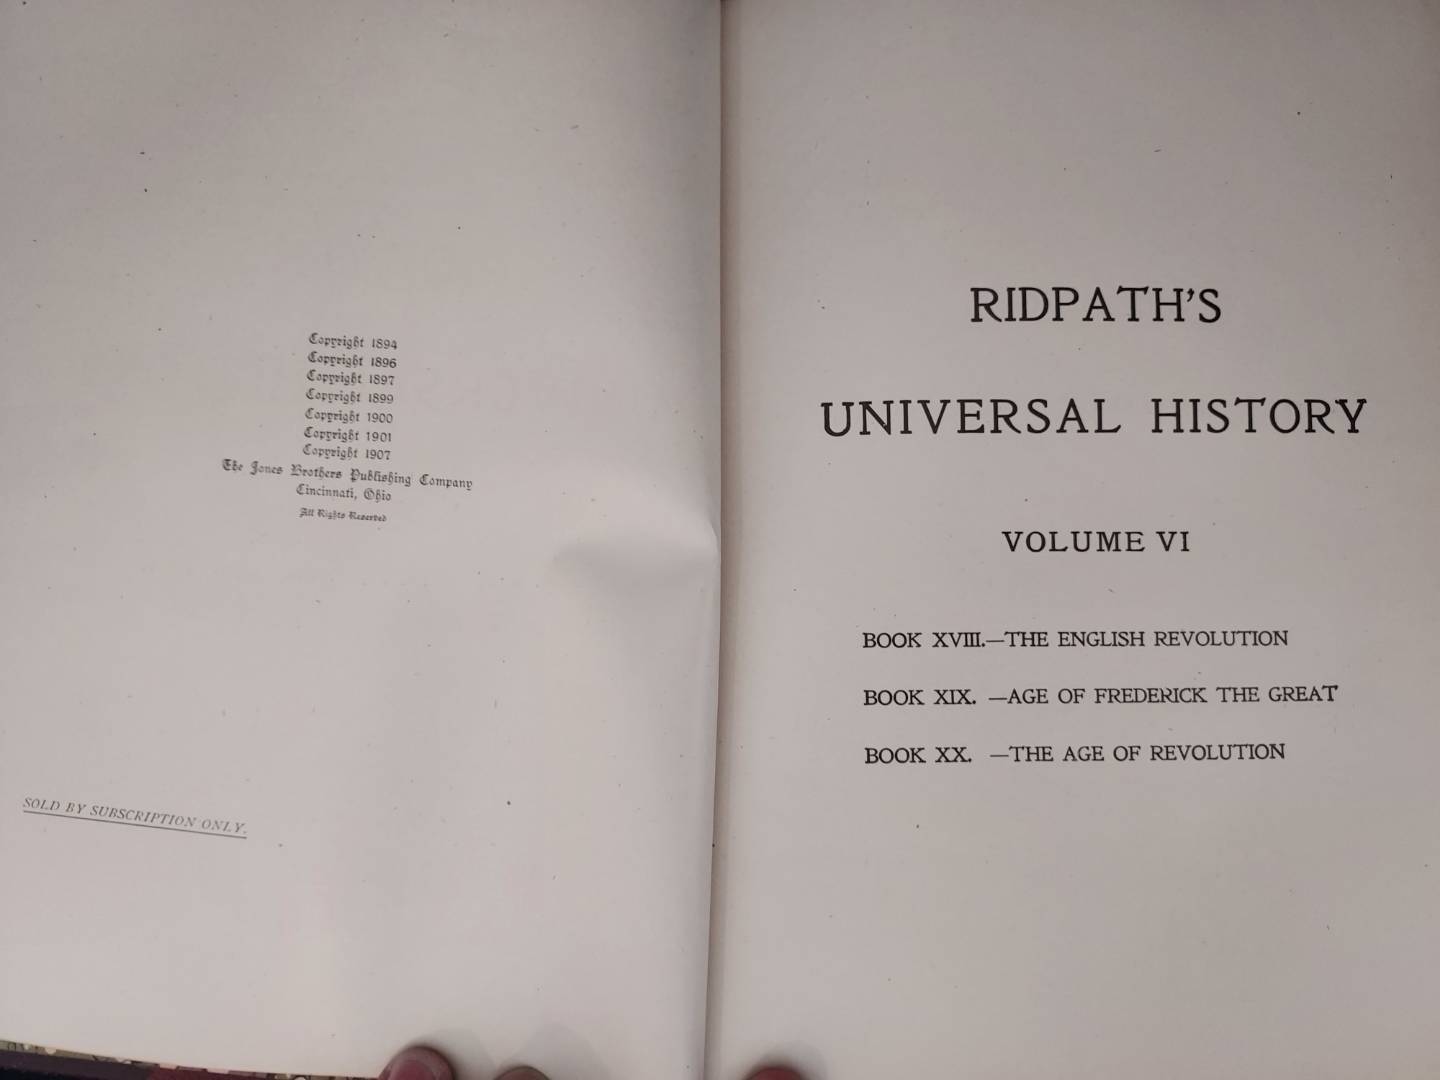 Copyright 1894
Copyright 1896
Copyright 1897
Copyright 1899
Copyright 1900
Copyright 1901
Copyright 1907
The Jones Brothers Publishing Company
Cincinnati, Ohio
All Rights Reserved
SOLD BY SUBSCRIPTION ONLY.
RIDPATH'S
UNIVERSAL HISTORY
VOLUME VI
BOOK XVIII.—THE ENGLISH REVOLUTION
BOOK XIX. —AGE OF FREDERICK THE GREAT
BOOK XX. —THE AGE OF REVOLUTION